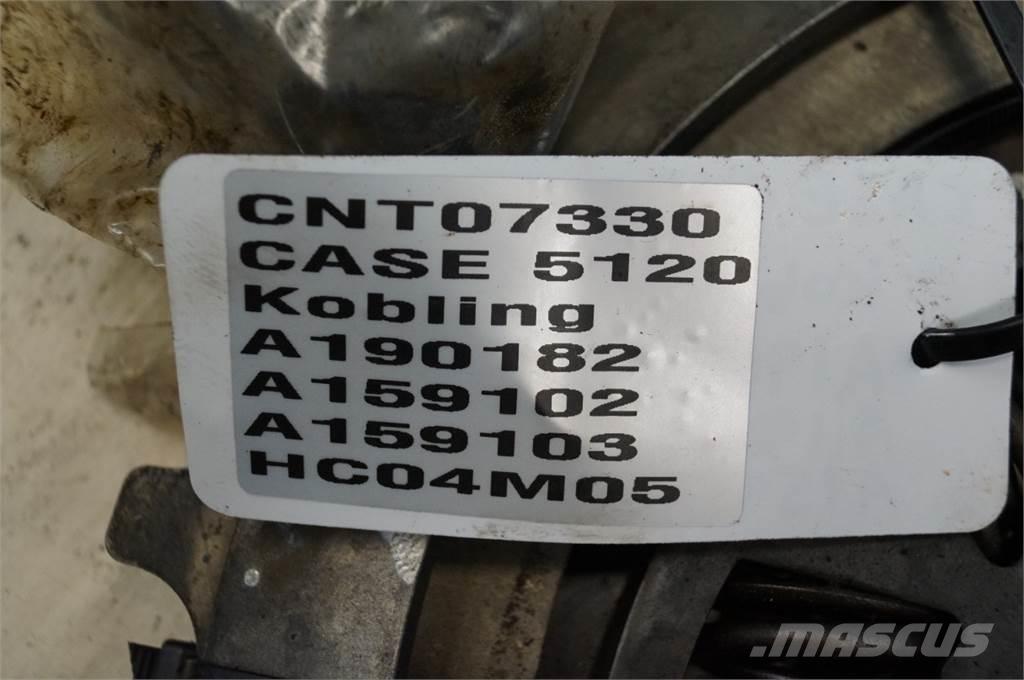 CNT07330
CASE 5120
Kobling
A190182
A159102
A159103
HC04M05
MASCUS